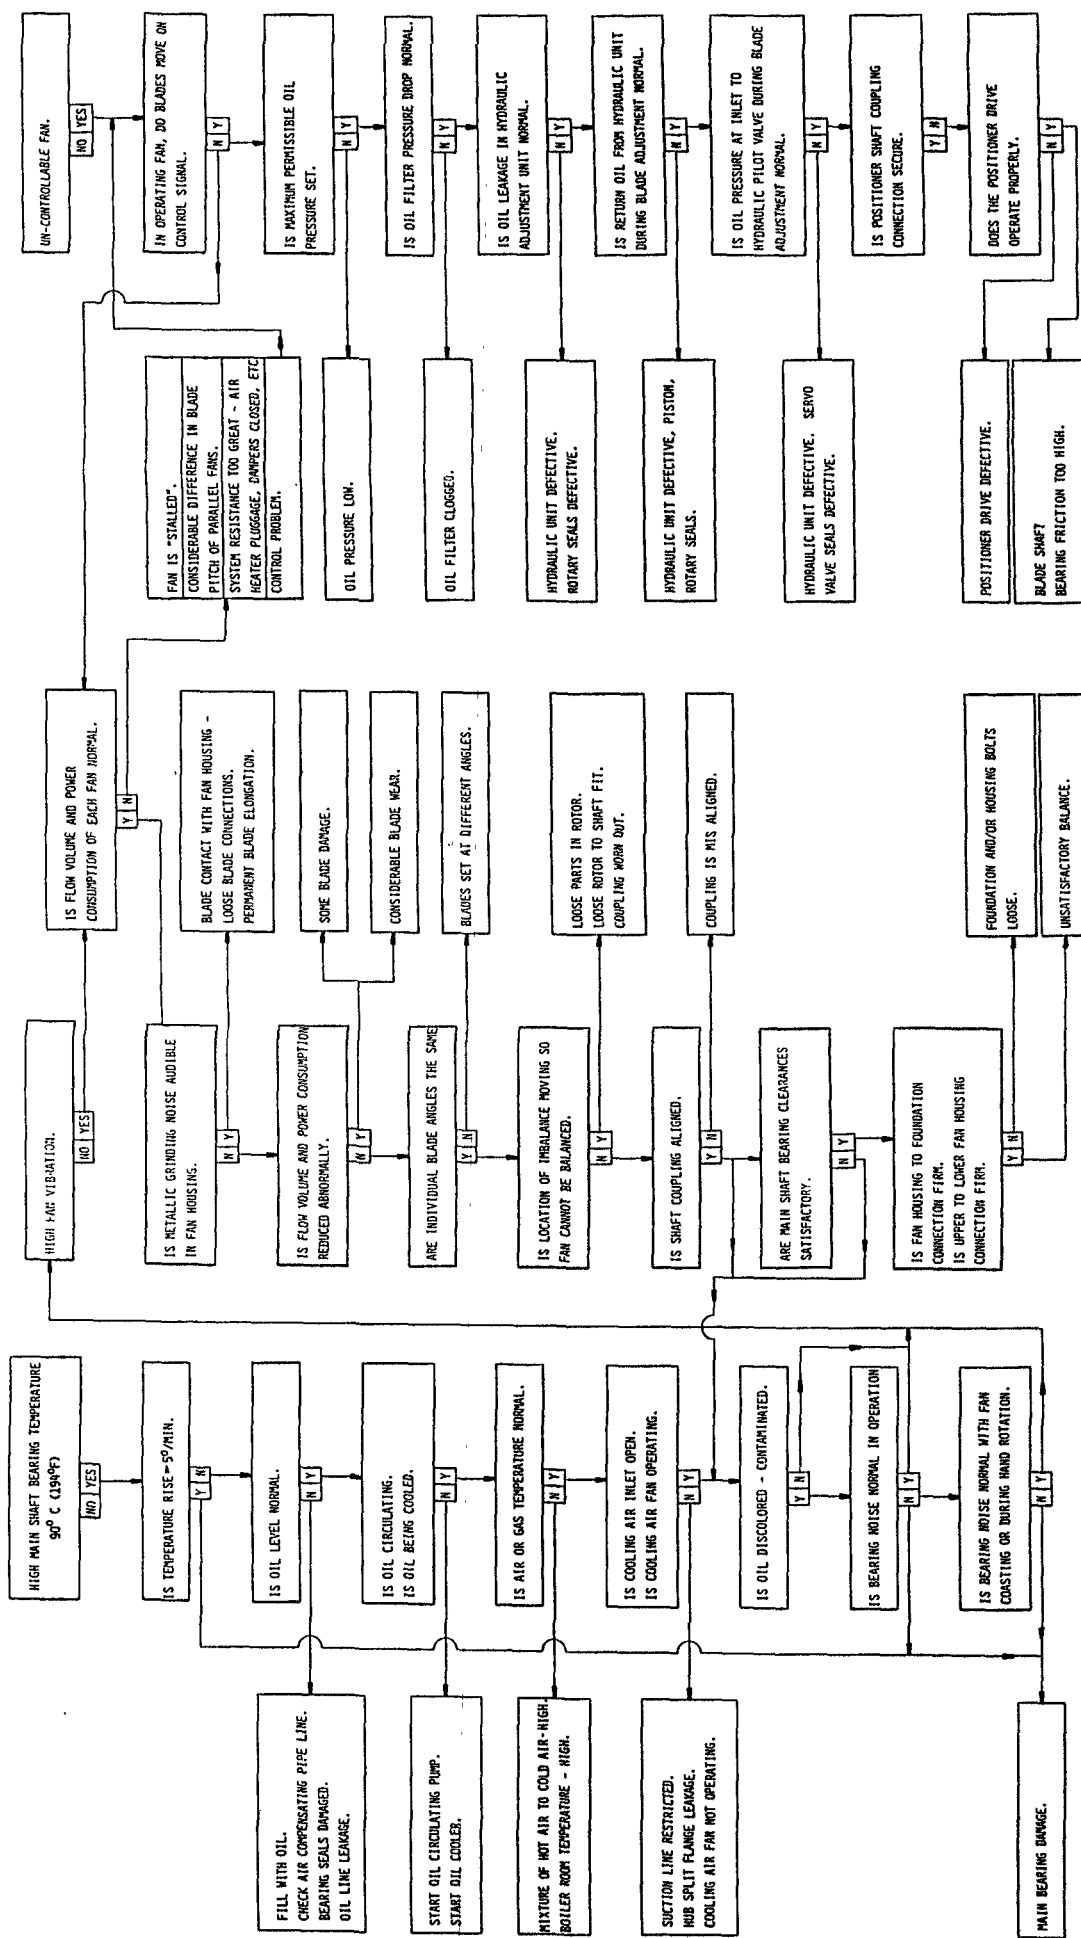 HIGH MAIN SHAFT BEARING TEMPERATURE
90° C (194°F)
NO YES
IS TEMPERATURE RISE ≈ 5°/MIN.
Y N
IS OIL LEVEL NORMAL.
N Y
FILL WITH OIL.
CHECK AIR COMPENSATING PIPE LINE.
BEARING SEALS DAMAGED.
OIL LINE LEAKAGE.
IS OIL CIRCULATING.
IS OIL BEING COOLED.
N Y
START OIL CIRCULATING PUMP.
START OIL COOLER.
IS AIR OR GAS TEMPERATURE NORMAL.
N Y
MIXTURE OF HOT AIR TO COLD AIR-HIGH.
BOILER ROOM TEMPERATURE - HIGH.
IS COOLING AIR INLET OPEN.
IS COOLING AIR FAN OPERATING.
N Y
SUCTION LINE RESTRICTED.
HUB SPLIT FLANGE LEAKAGE.
COOLING AIR FAN NOT OPERATING.
IS OIL DISCOLORED - CONTAMINATED.
Y N
IS BEARING NOISE NORMAL IN OPERATION
N Y
IS BEARING NOISE NORMAL WITH FAN
COASTING OR DURING HAND ROTATION.
N Y
MAIN BEARING DAMAGE.
HIGH FAN VIBRATION.
NO YES
IS FLOW VOLUME AND POWER
CONSUMPTION OF EACH FAN NORMAL.
Y N
IS METALLIC GRINDING NOISE AUDIBLE
IN FAN HOUSING.
N Y
BLADE CONTACT WITH FAN HOUSING -
LOOSE BLADE CONNECTIONS.
PERMANENT BLADE ELONGATION.
IS FLOW VOLUME AND POWER CONSUMPTION
REDUCED ABNORMALLY.
N Y
SOME BLADE DAMAGE.
CONSIDERABLE BLADE WEAR.
ARE INDIVIDUAL BLADE ANGLES THE SAME
Y N
BLADES SET AT DIFFERENT ANGLES.
IS LOCATION OF IMBALANCE MOVING SO
FAN CANNOT BE BALANCED.
N Y
LOOSE PARTS IN ROTOR.
LOOSE ROTOR TO SHAFT FIT.
COUPLING WORN OUT.
IS SHAFT COUPLING ALIGNED.
Y N
COUPLING IS MIS ALIGNED.
ARE MAIN SHAFT BEARING CLEARANCES
SATISFACTORY.
N Y
IS FAN HOUSING TO FOUNDATION
CONNECTION FIRM.
IS UPPER TO LOWER FAN HOUSING
CONNECTION FIRM.
Y N
FOUNDATION AND/OR HOUSING BOLTS
LOOSE.
UNSATISFACTORY BALANCE.
UN-CONTROLLABLE FAN.
NO YES
IN OPERATING FAN, DO BLADES MOVE ON
CONTROL SIGNAL.
N Y
FAN IS "STALLED".
CONSIDERABLE DIFFERENCE IN BLADE
PITCH OF PARALLEL FANS.
SYSTEM RESISTANCE TOO GREAT - AIR
HEATER PLUGGAGE, DAMPERS CLOSED, ETC
CONTROL PROBLEM.
IS MAXIMUM PERMISSIBLE OIL
PRESSURE SET.
N Y
OIL PRESSURE LOW.
IS OIL FILTER PRESSURE DROP NORMAL.
N Y
OIL FILTER CLOGGED.
IS OIL LEAKAGE IN HYDRAULIC
ADJUSTMENT UNIT NORMAL.
N Y
HYDRAULIC UNIT DEFECTIVE.
ROTARY SEALS DEFECTIVE.
IS RETURN OIL FROM HYDRAULIC UNIT
DURING BLADE ADJUSTMENT NORMAL.
N Y
HYDRAULIC UNIT DEFECTIVE, PISTON,
ROTARY SEALS.
IS OIL PRESSURE AT INLET TO
HYDRAULIC PILOT VALVE DURING BLADE
ADJUSTMENT NORMAL.
N Y
HYDRAULIC UNIT DEFECTIVE. SERVO
VALVE SEALS DEFECTIVE.
IS POSITIONER SHAFT COUPLING
CONNECTION SECURE.
Y N
DOES THE POSITIONER DRIVE
OPERATE PROPERLY.
N Y
POSITIONER DRIVE DEFECTIVE.
BLADE SHAFT
BEARING FRICTION TOO HIGH.